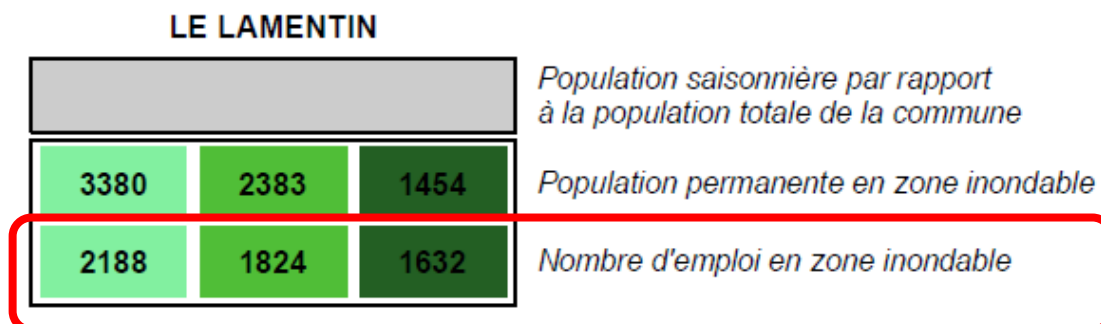 LE LAMENTIN
Population saisonnière par rapport
à la population totale de la commune
3380 2383 1454 Population permanente en zone inondable
2188 1824 1632 Nombre d'emploi en zone inondable